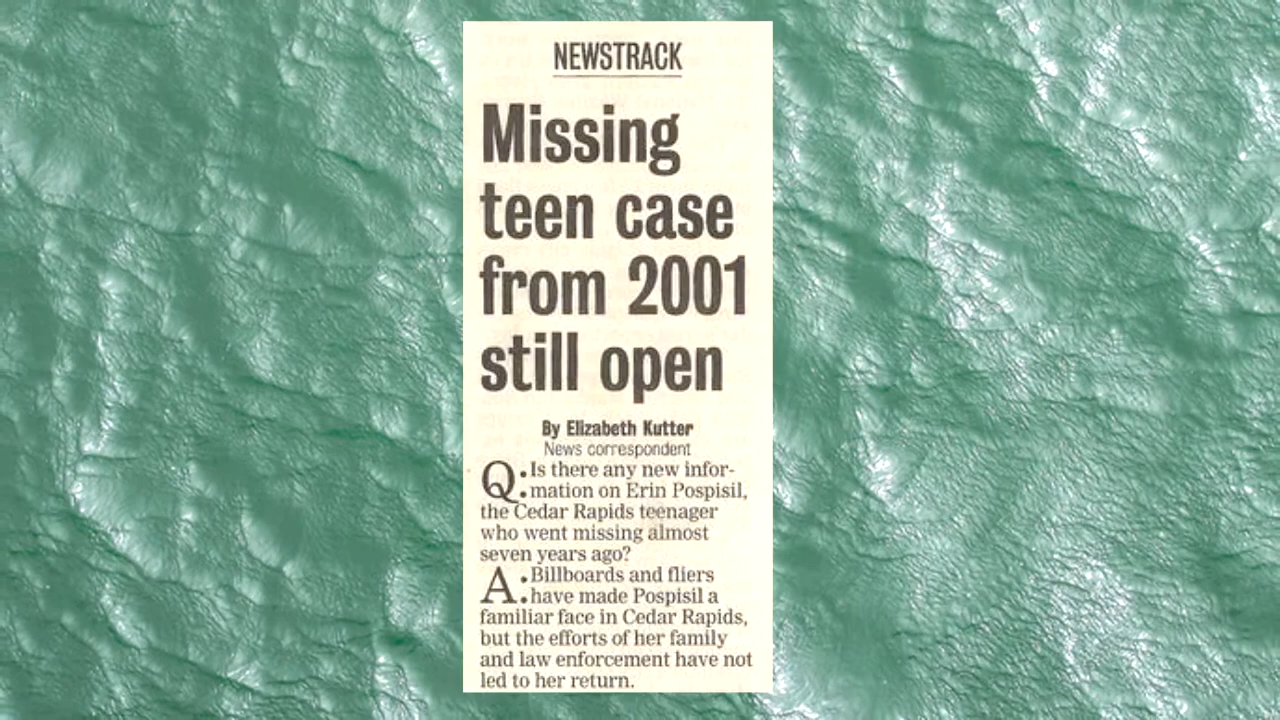 NEWSTRACK
Missing
teen case
from 2001
still open
By Elizabeth Kutter
News correspondent
Q: Is there any new infor-
mation on Erin Pospisil,
the Cedar Rapids teenager
who went missing almost
seven years ago?
A: Billboards and fliers
have made Pospisil a
familiar face in Cedar Rapids,
but the efforts of her family
and law enforcement have not
led to her return.